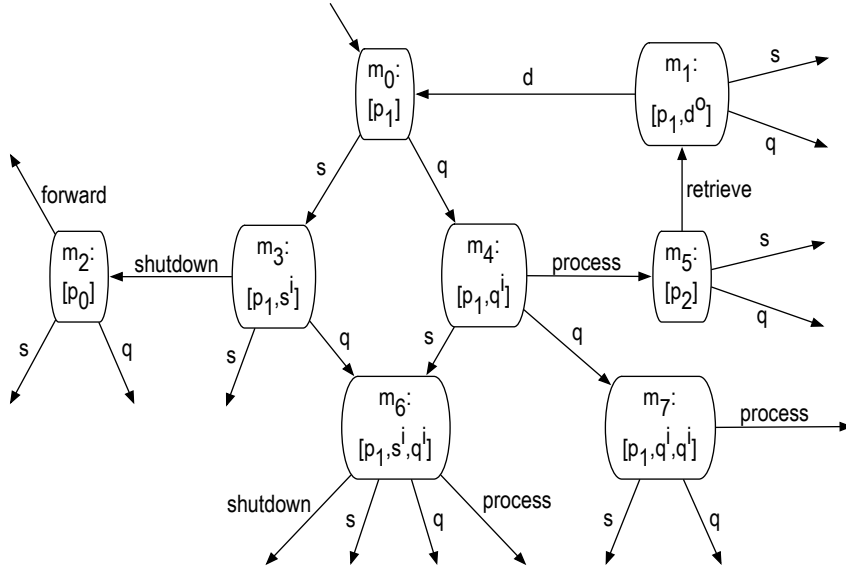 m0:
[p1]
d
m1:
[p1,do]
s
q
s
q
retrieve
forward
m2:
[p0]
shutdown
m3:
[p1,si]
m4:
[p1,qi]
process
m5:
[p2]
s
q
s
q
s
q
s
q
m6:
[p1,si,qi]
m7:
[p1,qi,qi]
process
shutdown
s
q
process
s
q